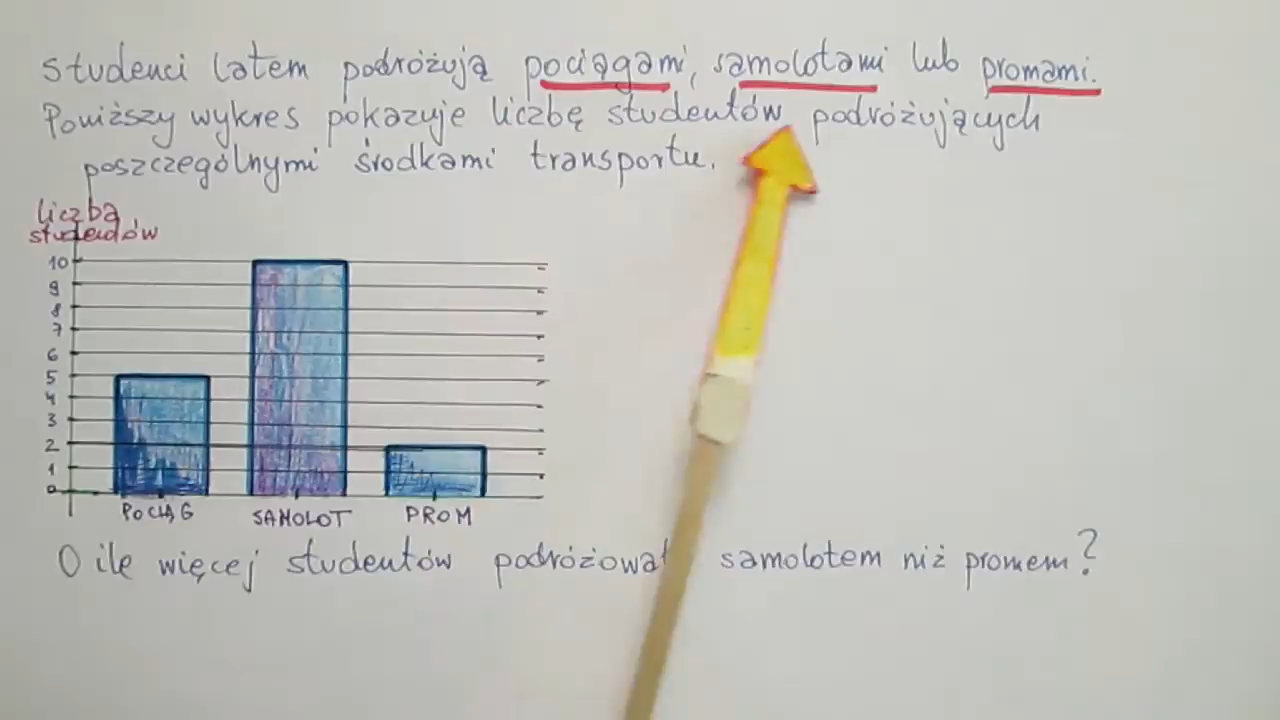 Studenci latem podróżują pociągami, samolotami lub promami.
Poniższy wykres pokazuje liczbę studentów podróżujących
poszczególnymi środkami transportu.
liczba
studentów
10
9
8
7
6
5
4
3
2
1
0
POCIĄG SAMOLOT PROM
O ile więcej studentów podróżował samolotem niż promem?